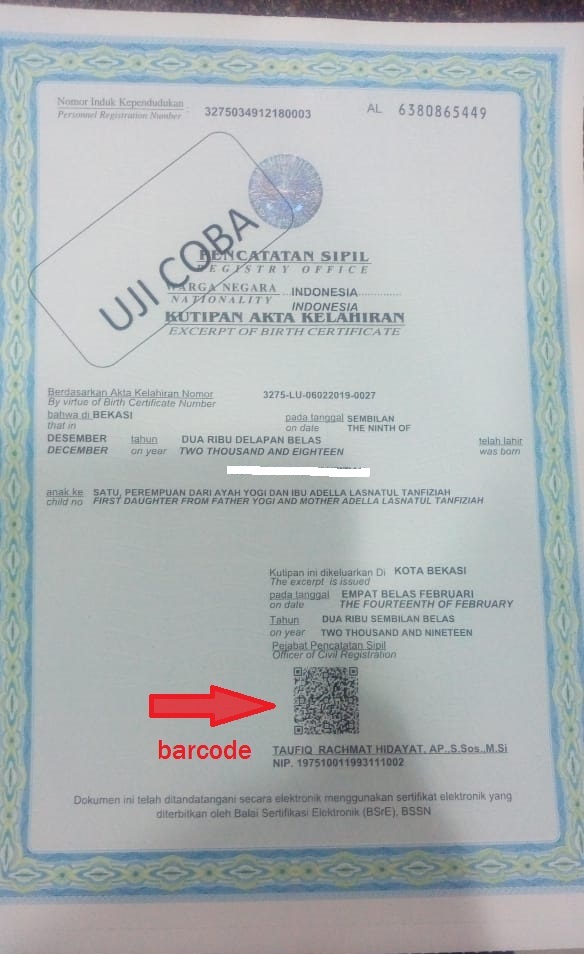 Nomor Induk Kependudukan
Personnel Registration Number
3275034912180003
AL 6380865449
UJI COBA
PENCATATAN SIPIL
REGISTRY OFFICE
WARGA NEGARA INDONESIA
NATIONALITY INDONESIA
KUTIPAN AKTA KELAHIRAN
EXCERPT OF BIRTH CERTIFICATE
Berdasarkan Akta Kelahiran Nomor 3275-LU-06022019-0027
By virtue of Birth Certificate Number
bahwa di BEKASI pada tanggal SEMBILAN
that in on date THE NINTH OF
DESEMBER tahun DUA RIBU DELAPAN BELAS telah lahir
DECEMBER on year TWO THOUSAND AND EIGHTEEN was born
anak ke SATU, PEREMPUAN DARI AYAH YOGI DAN IBU ADELLA LASNATUL TANFIZIAH
child no FIRST DAUGHTER FROM FATHER YOGI AND MOTHER ADELLA LASNATUL TANFIZIAH
Kutipan ini dikeluarkan Di KOTA BEKASI
The excerpt is issued
pada tanggal EMPAT BELAS FEBRUARI
on date THE FOURTEENTH OF FEBRUARY
Tahun DUA RIBU SEMBILAN BELAS
on year TWO THOUSAND AND NINETEEN
Pejabat Pencatatan Sipil
Officer of Civil Registration
barcode
TAUFIQ RACHMAT HIDAYAT, AP.,S.Sos.,M.Si
NIP. 197510011993111002
Dokumen ini telah ditandatangani secara elektronik menggunakan sertifikat elektronik yang
diterbitkan oleh Balai Sertifikasi Elektronik (BSrE), BSSN